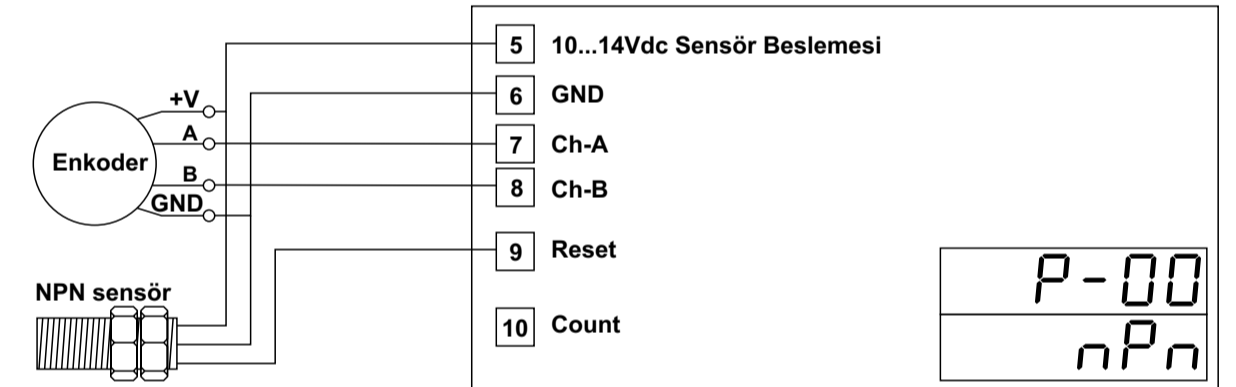 +V
A
Enkoder
B
GND
NPN sensör
5 10...14Vdc Sensör Beslemesi
6 GND
7 Ch-A
8 Ch-B
9 Reset
10 Count
P-00
nPn